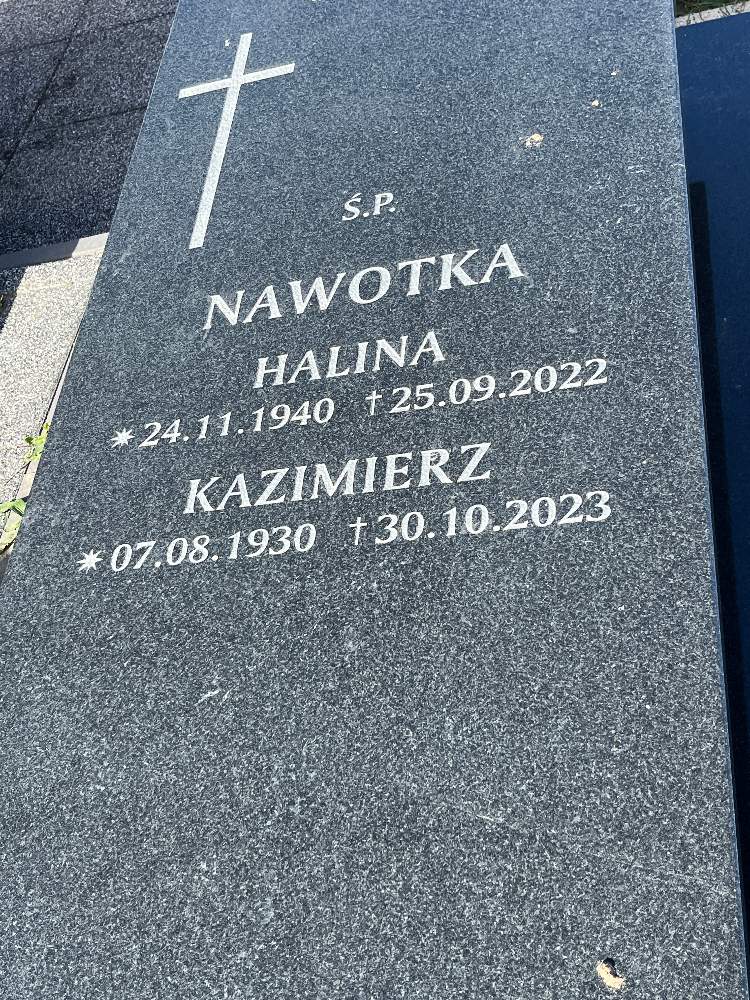 Ś.P.
NAWOTKA
HALINA
✷24.11.1940 †25.09.2022
KAZIMIERZ
✷07.08.1930 †30.10.2023